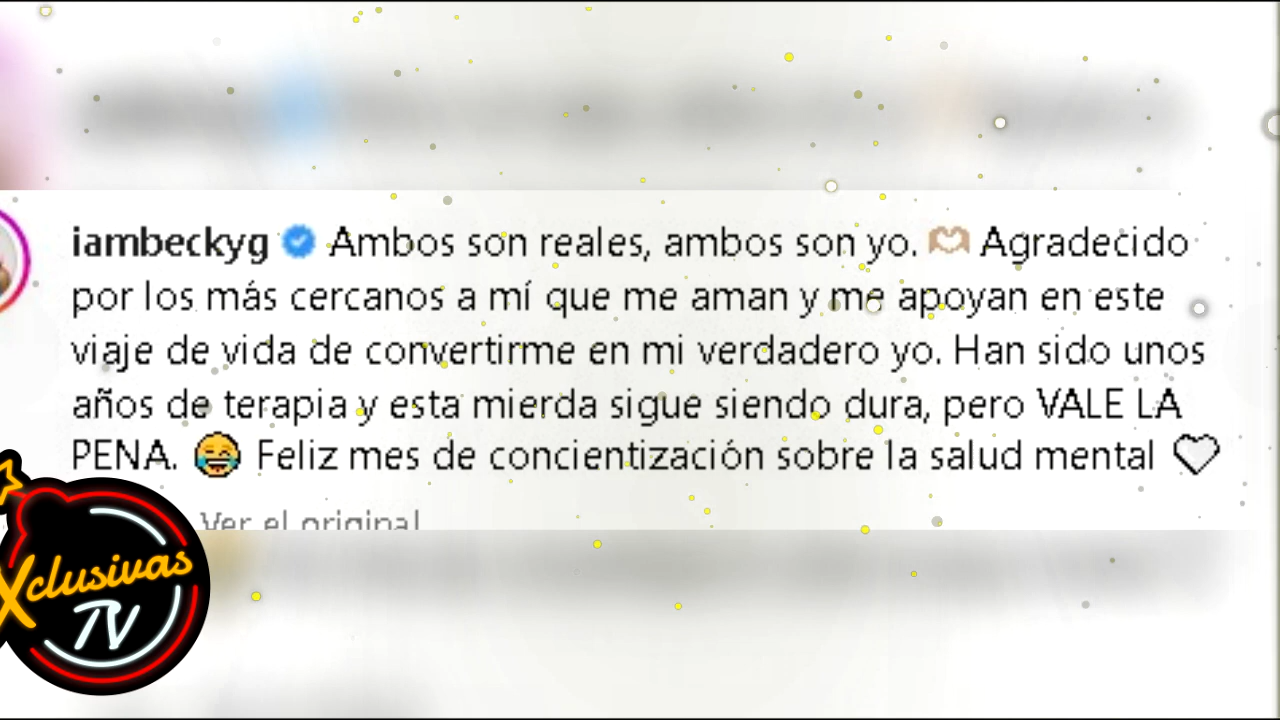 iambeckyg Ambos son reales, ambos son yo. 🫶🏼 Agradecido
por los más cercanos a mí que me aman y me apoyan en este
viaje de vida de convertirme en mi verdadero yo. Han sido unos
años de terapia y esta mierda sigue siendo dura, pero VALE LA
PENA. 😂 Feliz mes de concientización sobre la salud mental 🤍
Ver el original
Xclusivas
TV